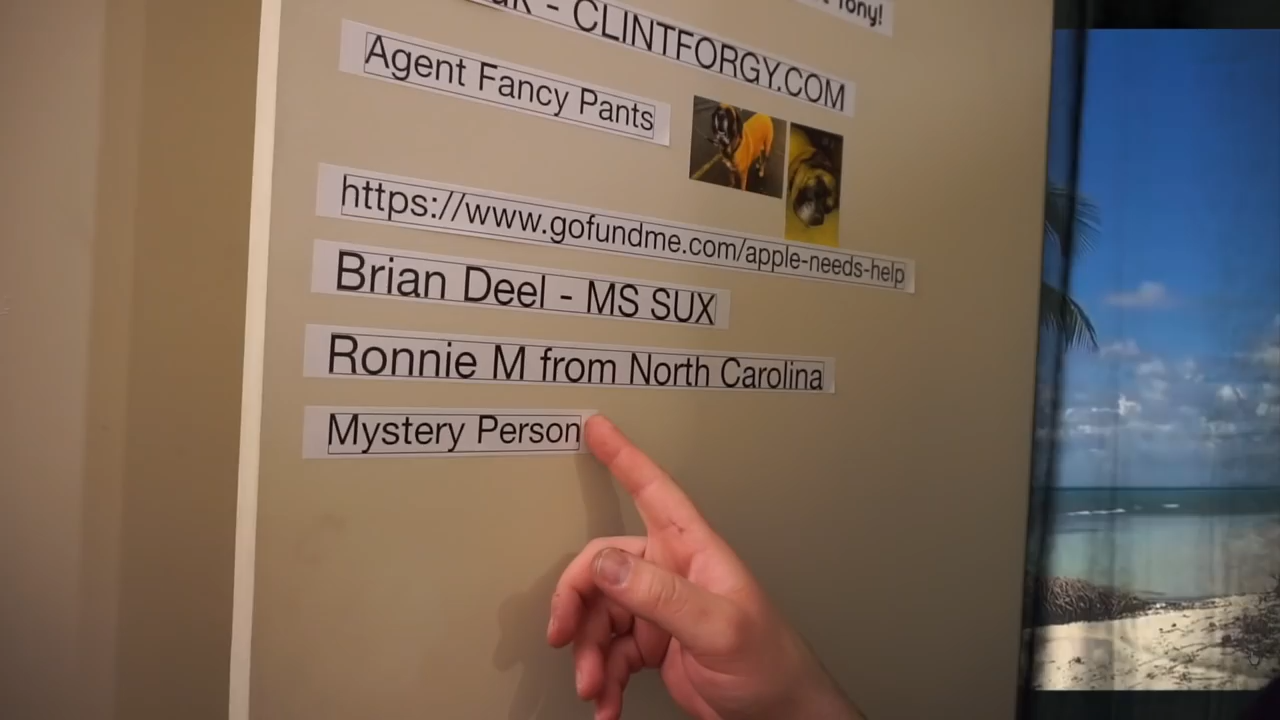 Tony!
- CLINTFORGY.COM
Agent Fancy Pants
https://www.gofundme.com/apple-needs-help
Brian Deel - MS SUX
Ronnie M from North Carolina
Mystery Person